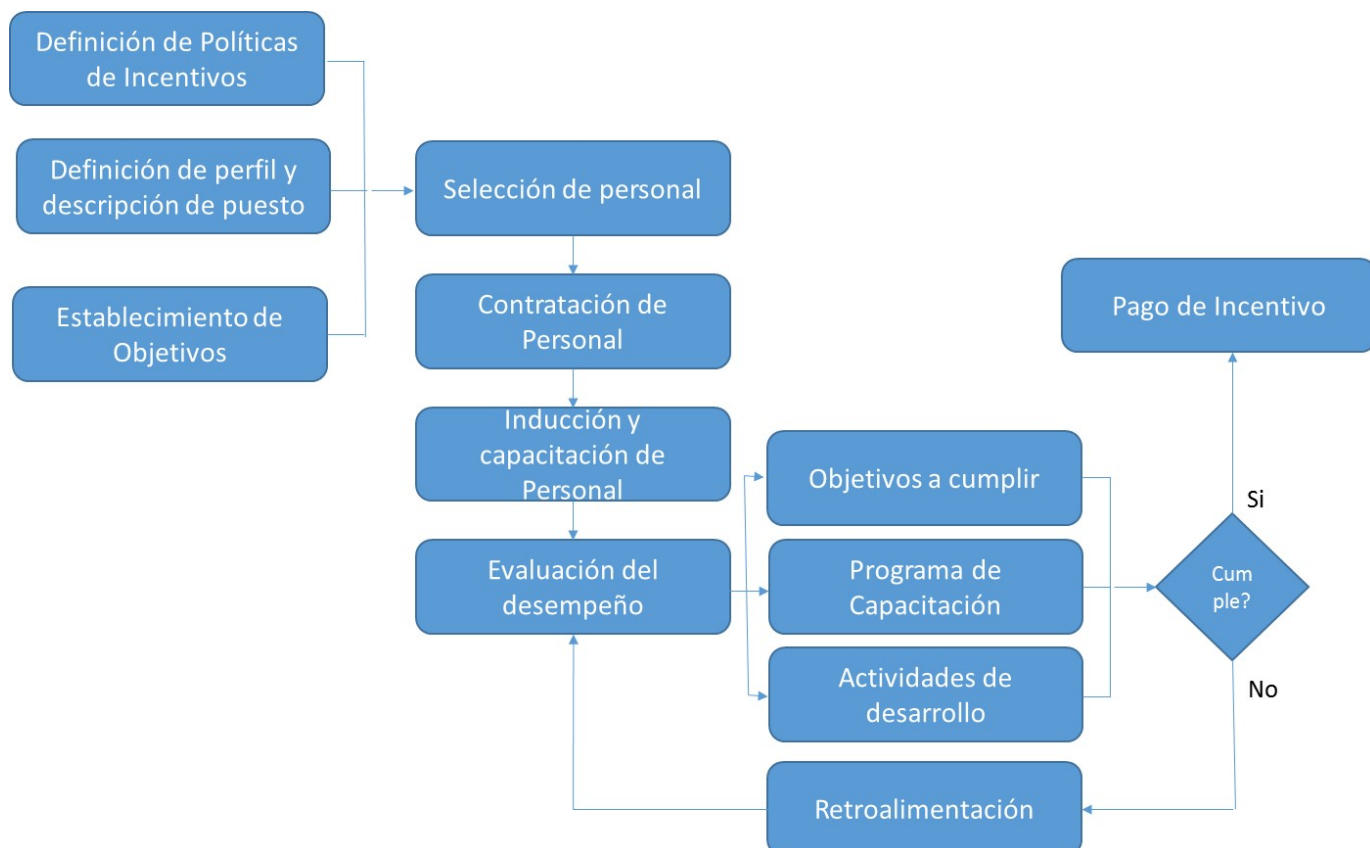 Definición de Políticas
de Incentivos
Definición de perfil y
descripción de puesto
Establecimiento de
Objetivos
Selección de personal
Contratación de
Personal
Inducción y
capacitación de
Personal
Evaluación del
desempeño
Objetivos a cumplir
Programa de
Capacitación
Actividades de
desarrollo
Retroalimentación
Pago de Incentivo
Si
Cum
ple?
No